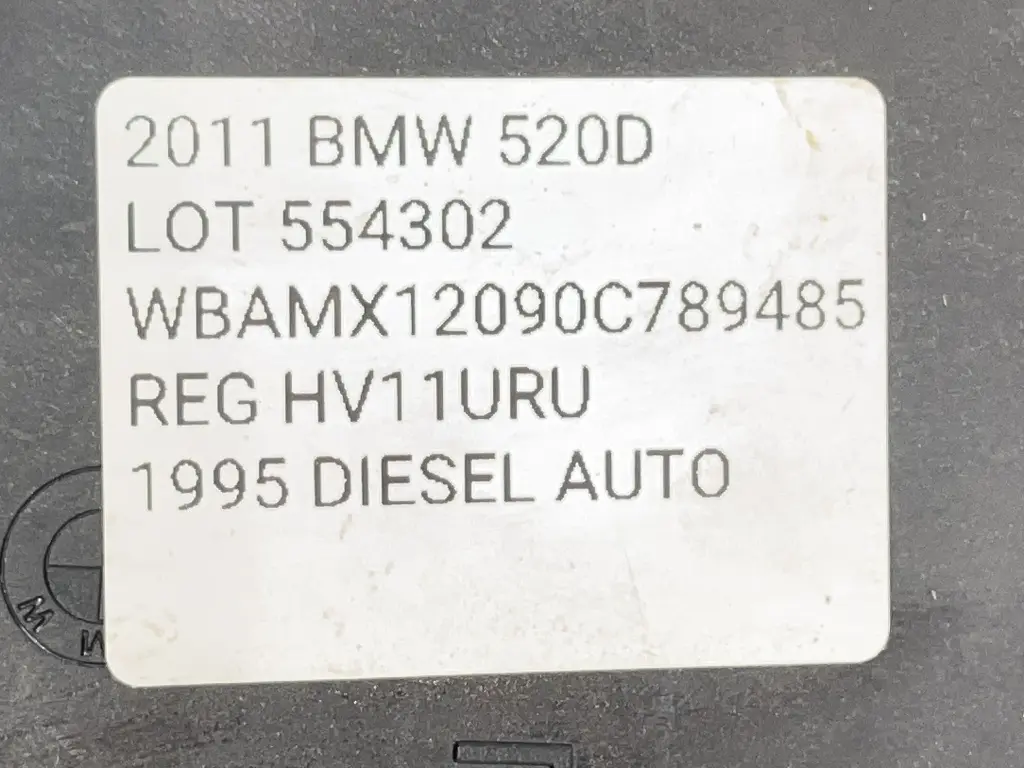 2011 BMW 520D
LOT 554302
WBAMX12090C789485
REG HV11URU
1995 DIESEL AUTO
M W